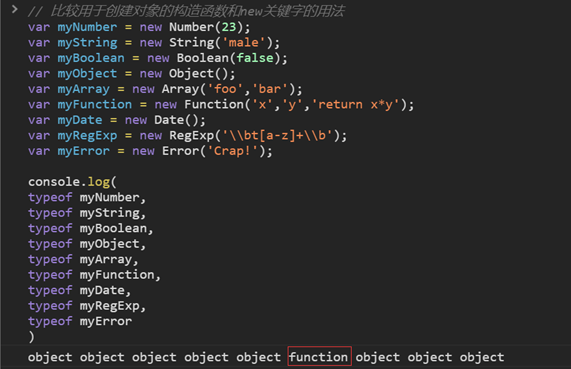 // 比较用于创建对象的构造函数和new关键字的用法
var myNumber = new Number(23);
var myString = new String('male');
var myBoolean = new Boolean(false);
var myObject = new Object();
var myArray = new Array('foo','bar');
var myFunction = new Function('x','y','return x*y');
var myDate = new Date();
var myRegExp = new RegExp('\\bt[a-z]+\\b');
var myError = new Error('Crap!');
console.log(
typeof myNumber,
typeof myString,
typeof myBoolean,
typeof myObject,
typeof myArray,
typeof myFunction,
typeof myDate,
typeof myRegExp,
typeof myError
)
object object object object object function object object object